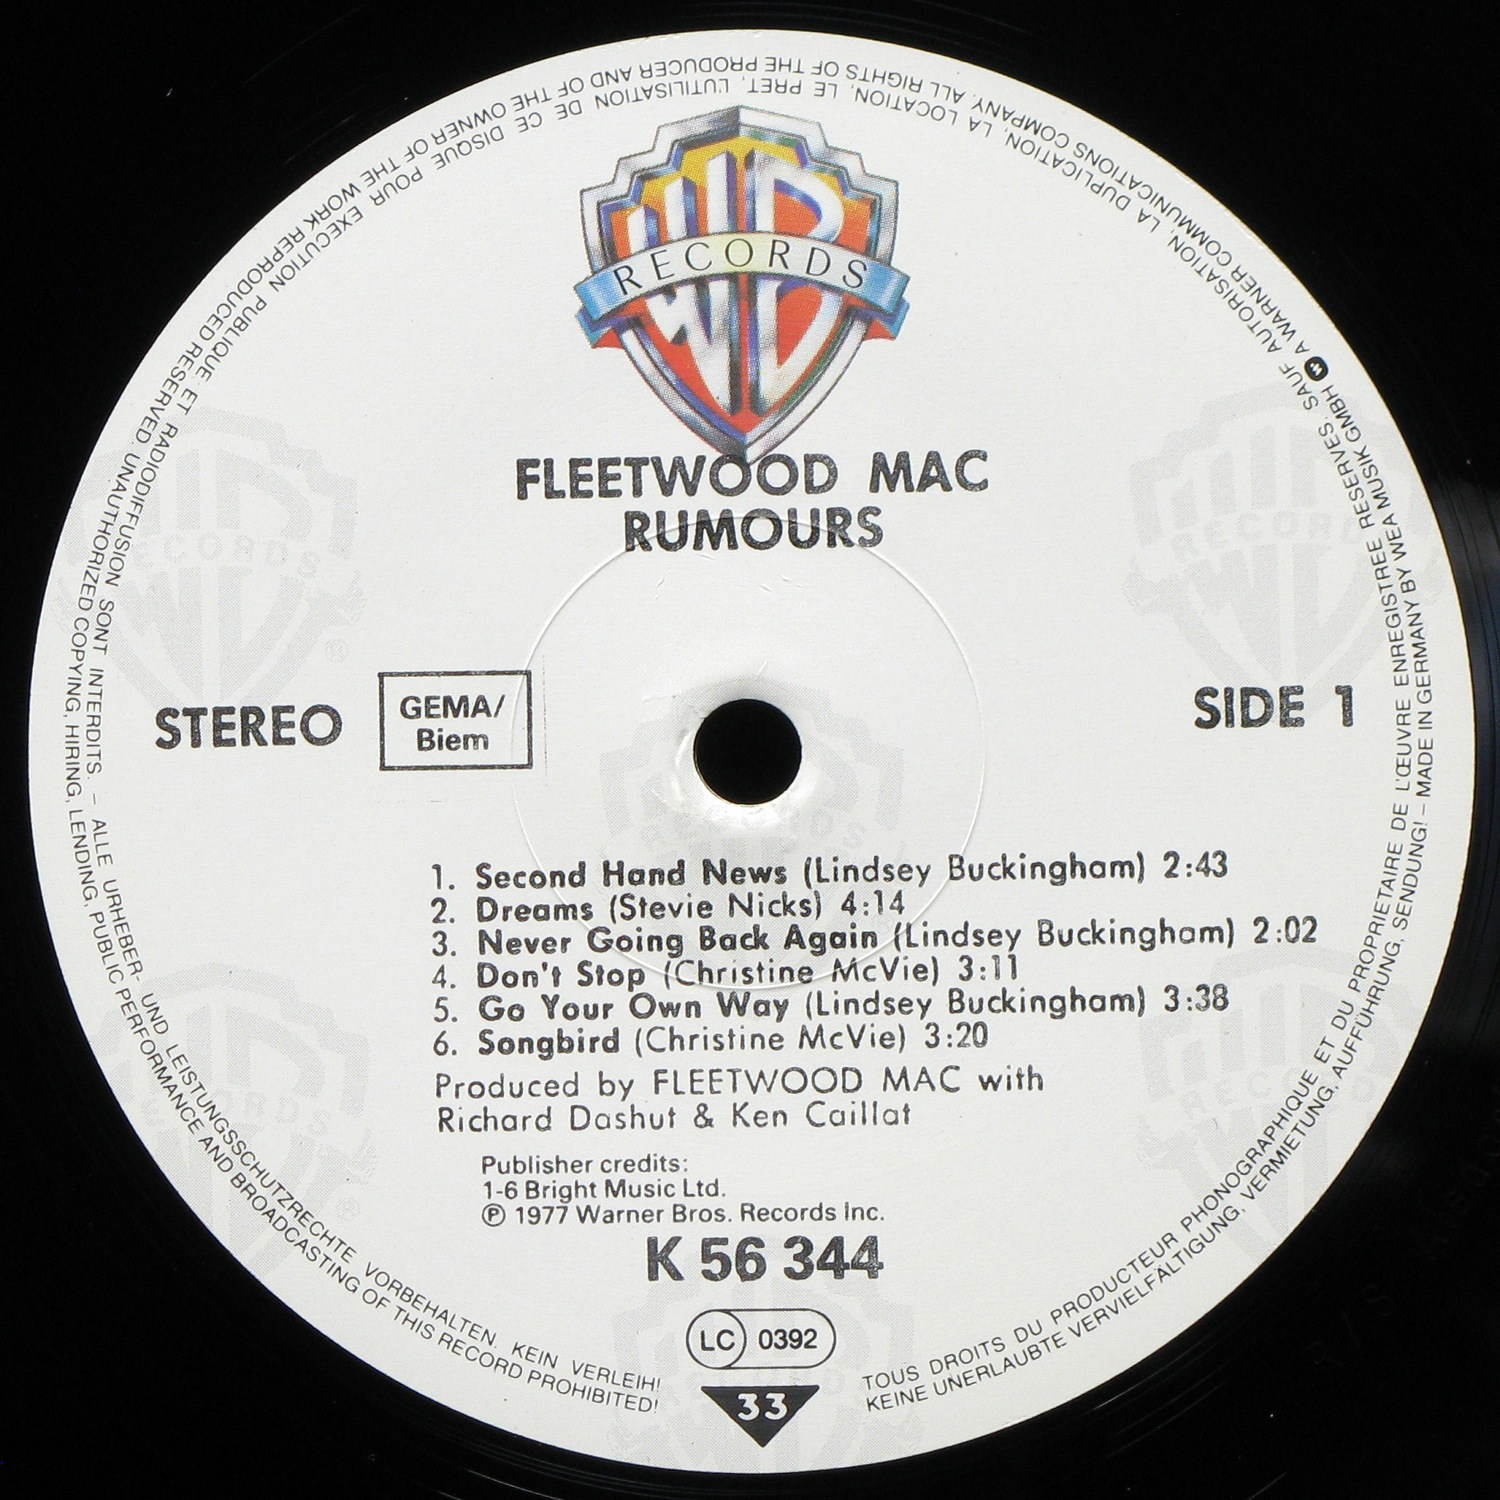 WB
RECORDS
FLEETWOOD MAC
RUMOURS
STEREO
GEMA/
Biem
SIDE 1
1. Second Hand News (Lindsey Buckingham) 2:43
2. Dreams (Stevie Nicks) 4:14
3. Never Going Back Again (Lindsey Buckingham) 2:02
4. Don't Stop (Christine McVie) 3:11
5. Go Your Own Way (Lindsey Buckingham) 3:38
6. Songbird (Christine McVie) 3:20
Produced by FLEETWOOD MAC with
Richard Dashut & Ken Caillat
Publisher credits:
1-6 Bright Music Ltd.
℗ 1977 Warner Bros. Records Inc.
K 56 344
LC 0392
33
TOUS DROITS DU PRODUCTEUR PHONOGRAPHIQUE ET DU PROPRIETAIRE DE L'ŒUVRE ENREGISTREE RESERVES. SAUF AUTORISATION, LA DUPLICATION, LA LOCATION, LE PRET, L'UTILISATION DE CE DISQUE POUR EXECUTION PUBLIQUE ET RADIODIFFUSION SONT INTERDITS. – ALLE URHEBER- UND LEISTUNGSSCHUTZRECHTE VORBEHALTEN. KEIN VERLEIH!
KEINE UNERLAUBTE VERVIELFÄLTIGUNG, VERMIETUNG, AUFFÜHRUNG, SENDUNG! – MADE IN GERMANY BY WEA MUSIK GMBH W A WARNER COMMUNICATIONS COMPANY. ALL RIGHTS OF THE PRODUCER AND OF THE OWNER OF THE WORK REPRODUCED RESERVED. UNAUTHORIZED COPYING, HIRING, LENDING, PUBLIC PERFORMANCE AND BROADCASTING OF THIS RECORD PROHIBITED!